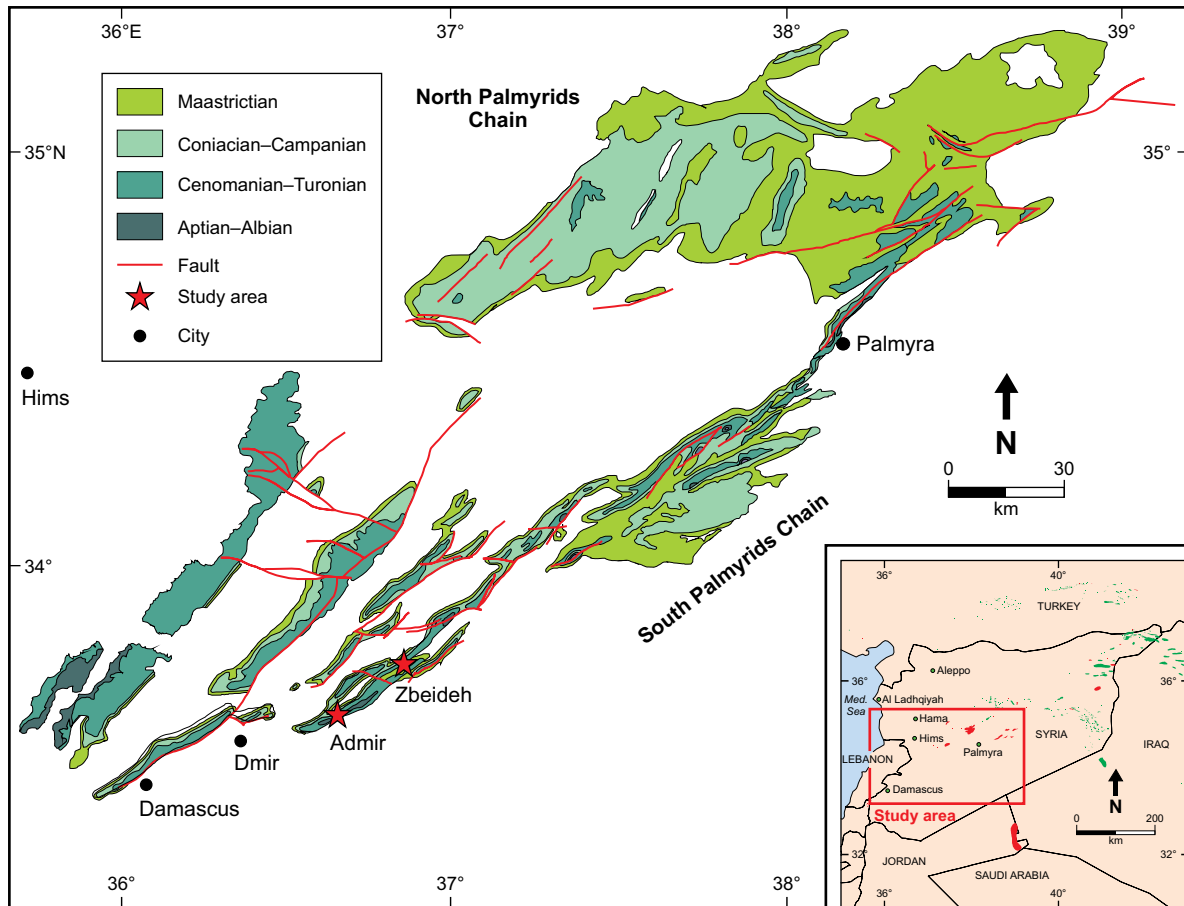 36°E
37°
38°
39°
Maastrictian
Coniacian–Campanian
Cenomanian–Turonian
Aptian–Albian
Fault
Study area
City
North Palmyrids
Chain
35°N
35°
Palmyra
Hims
N
0
30
km
South Palmyrids Chain
34°
34°
Zbeideh
Admir
Dmir
Damascus
36°
37°
38°
36°
40°
TURKEY
36°
36°
Aleppo
Med.
Sea
Al Ladhqiyah
Hama
Hims
SYRIA
IRAQ
Palmyra
LEBANON
Damascus
Study area
N
0
200
km
32°
32°
JORDAN
SAUDI ARABIA
36°
40°